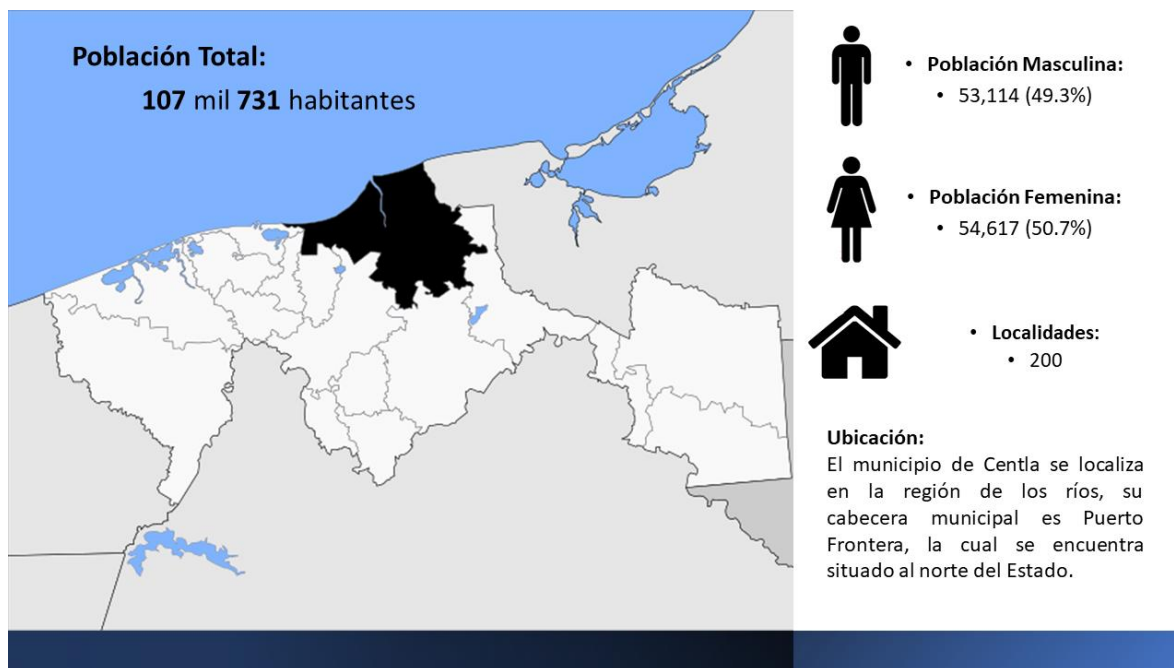 Población Total:
107 mil 731 habitantes
• Población Masculina:
• 53,114 (49.3%)
• Población Femenina:
• 54,617 (50.7%)
• Localidades:
• 200
Ubicación:
El municipio de Centla se localiza
en la región de los ríos, su
cabecera municipal es Puerto
Frontera, la cual se encuentra
situado al norte del Estado.